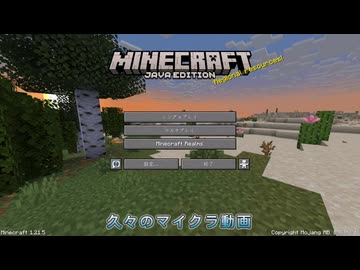 MINECRAFT
JAVA EDITION
Regional resources!
シングルプレイ
マルチプレイ
Minecraft Realms
設定...
終了
久々のマイクラ動画
Minecraft 1.21.5
Copyright Mojang AB